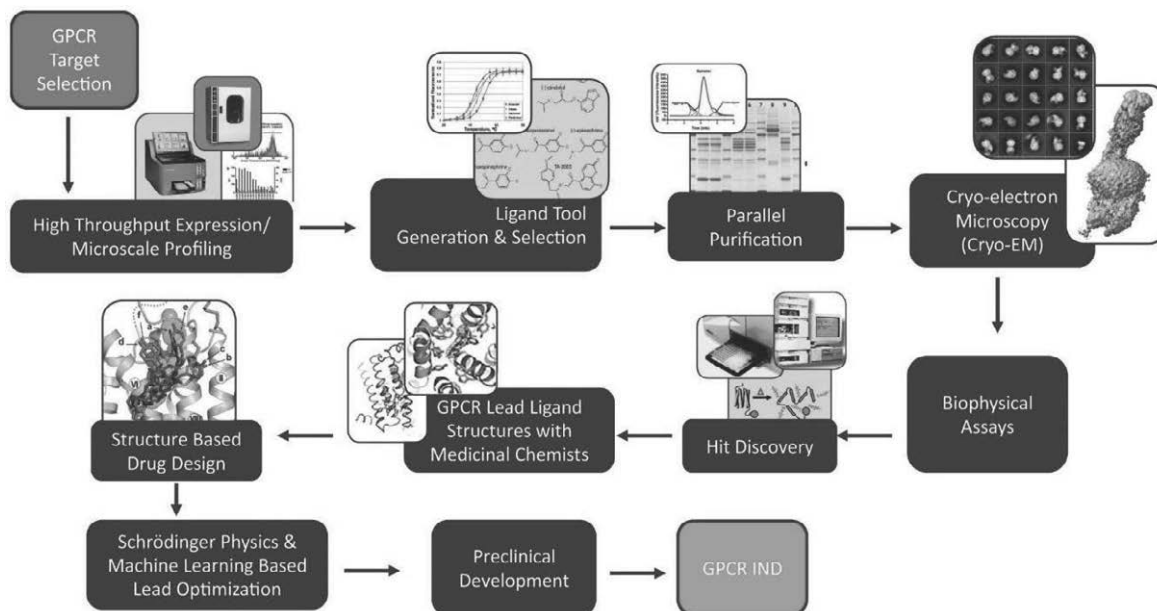 GPCR
Target
Selection
High Throughput Expression/
Microscale Profiling
Temperature, °C
Ligand Tool
Generation & Selection
Parallel
Purification
Cryo-electron
Microscopy
(Cryo-EM)
Biophysical
Assays
Hit Discovery
GPCR Lead Ligand
Structures with
Medicinal Chemists
Structure Based
Drug Design
Schrödinger Physics &
Machine Learning Based
Lead Optimization
Preclinical
Development
GPCR IND